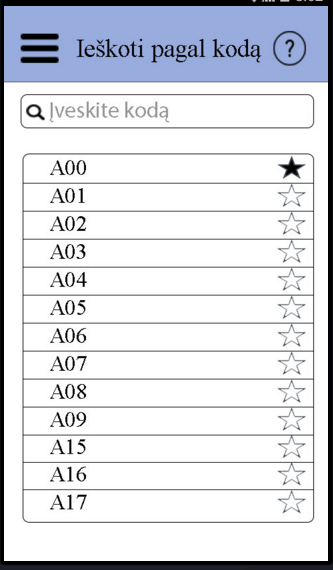 Ieškoti pagal kodą ?
Įveskite kodą
A00
A01
A02
A03
A04
A05
A06
A07
A08
A09
A15
A16
A17